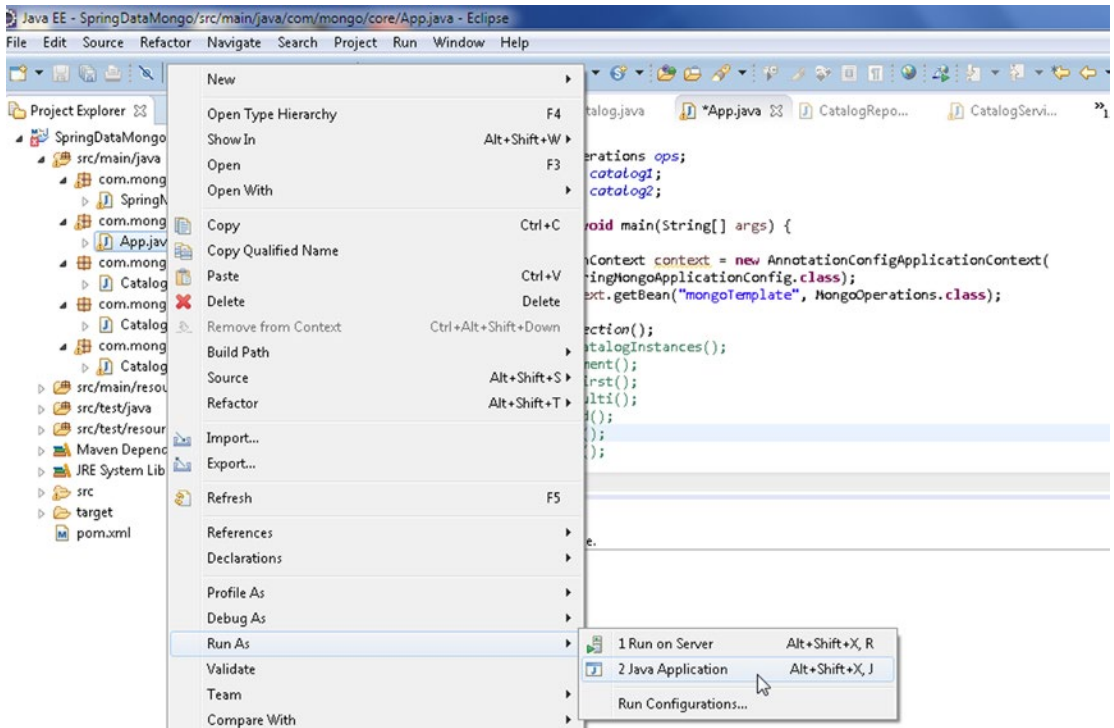 Java EE - SpringDataMongo/src/main/java/com/mongo/core/App.java - Eclipse
File Edit Source Refactor Navigate Search Project Run Window Help
Project Explorer
SpringDataMongo
src/main/java
com.mong
SpringM
com.mong
App.jav
com.mong
Catalog
com.mong
Catalog
com.mong
Catalog
src/main/resou
src/test/java
src/test/resour
Maven Depend
JRE System Lib
src
target
pom.xml
New
Open Type Hierarchy F4
Show In Alt+Shift+W
Open F3
Open With
Copy Ctrl+C
Copy Qualified Name
Paste Ctrl+V
Delete Delete
Remove from Context Ctrl+Alt+Shift+Down
Build Path
Source Alt+Shift+S
Refactor Alt+Shift+T
Import...
Export...
Refresh F5
References
Declarations
Profile As
Debug As
Run As
Validate
Team
Compare With
1 Run on Server Alt+Shift+X, R
2 Java Application Alt+Shift+X, J
Run Configurations...
talog.java *App.java CatalogRepo... CatalogServi... »1
erations ops;
catalog1;
catalog2;
void main(String[] args) {
nContext context = new AnnotationConfigApplicationContext(
ringMongoApplicationConfig.class);
ext.getBean("mongoTemplate", MongoOperations.class);
ection();
atalogInstances();
ment();
irst();
ulti();
d();
();
();
e.